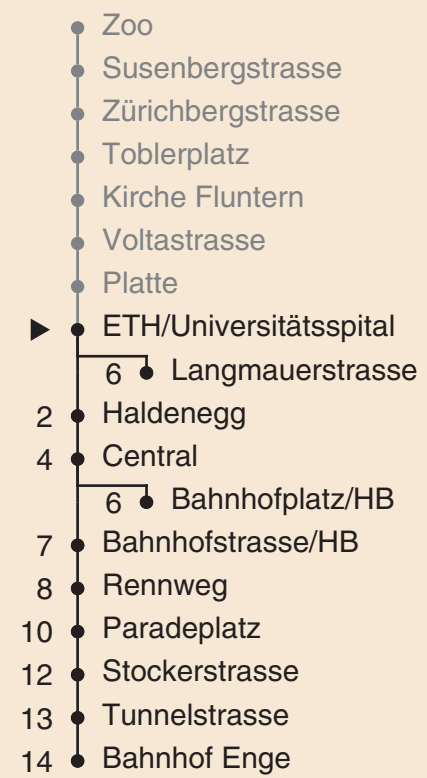 Zoo
Susenbergstrasse
Zürichbergstrasse
Toblerplatz
Kirche Fluntern
Voltastrasse
Platte
ETH/Universitätsspital
6 Langmauerstrasse
2 Haldenegg
4 Central
6 Bahnhofplatz/HB
7 Bahnhofstrasse/HB
8 Rennweg
10 Paradeplatz
12 Stockerstrasse
13 Tunnelstrasse
14 Bahnhof Enge